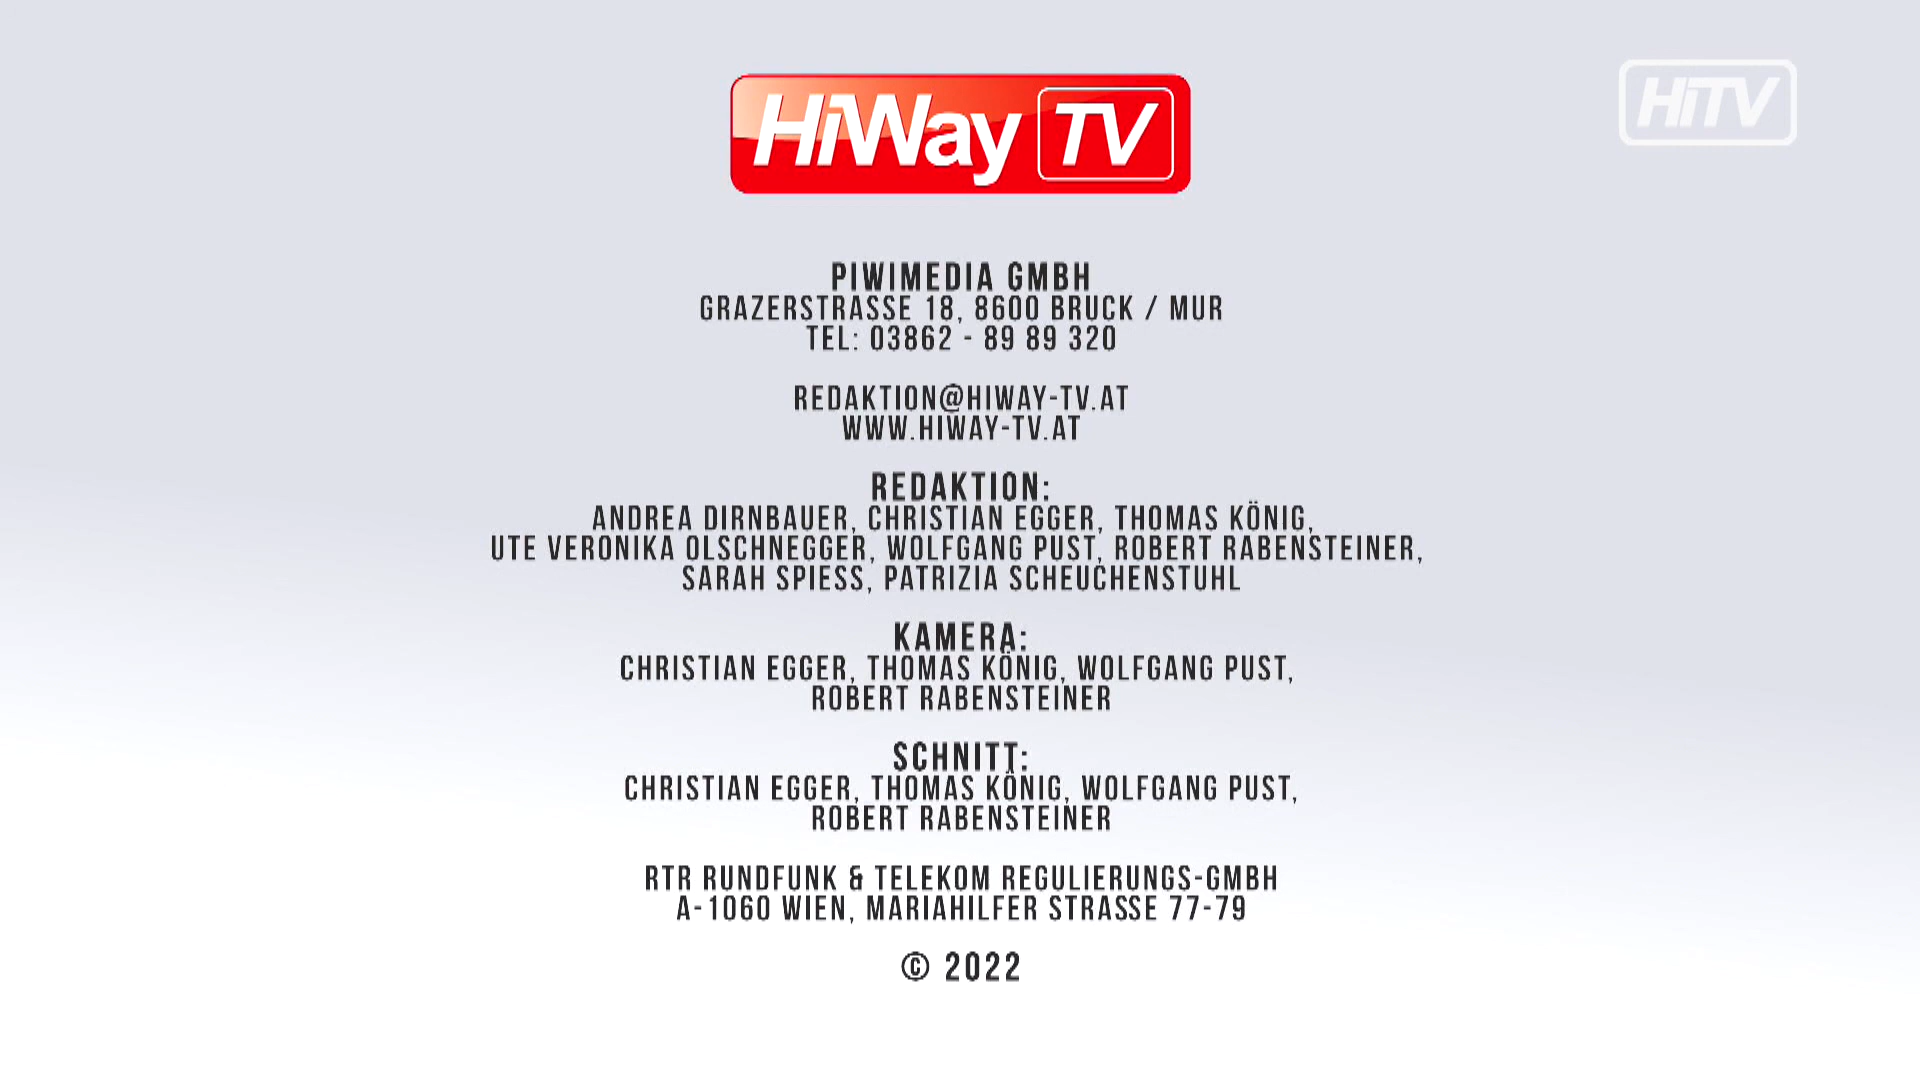 HiWay TV
HiTV
PIWIMEDIA GMBH
GRAZERSTRASSE 18, 8600 BRUCK / MUR
TEL: 03862 - 89 89 320
REDAKTION@HIWAY-TV.AT
WWW.HIWAY-TV.AT
REDAKTION:
ANDREA DIRNBAUER, CHRISTIAN EGGER, THOMAS KÖNIG,
UTE VERONIKA OLSCHNEGGER, WOLFGANG PUST, ROBERT RABENSTEINER,
SARAH SPIESS, PATRIZIA SCHEUCHENSTUHL
KAMERA:
CHRISTIAN EGGER, THOMAS KÖNIG, WOLFGANG PUST,
ROBERT RABENSTEINER
SCHNITT:
CHRISTIAN EGGER, THOMAS KÖNIG, WOLFGANG PUST,
ROBERT RABENSTEINER
RTR RUNDFUNK & TELEKOM REGULIERUNGS-GMBH
A-1060 WIEN, MARIAHILFER STRASSE 77-79
© 2022